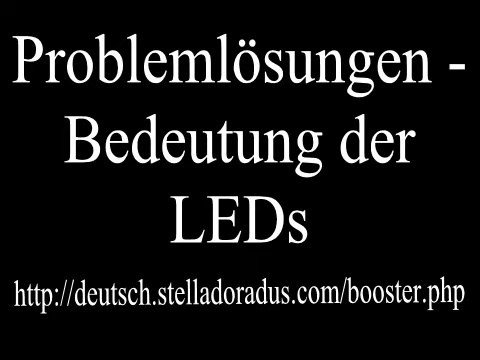 Problemlösungen -
Bedeutung der
LEDs
http://deutsch.stelladoradus.com/booster.php